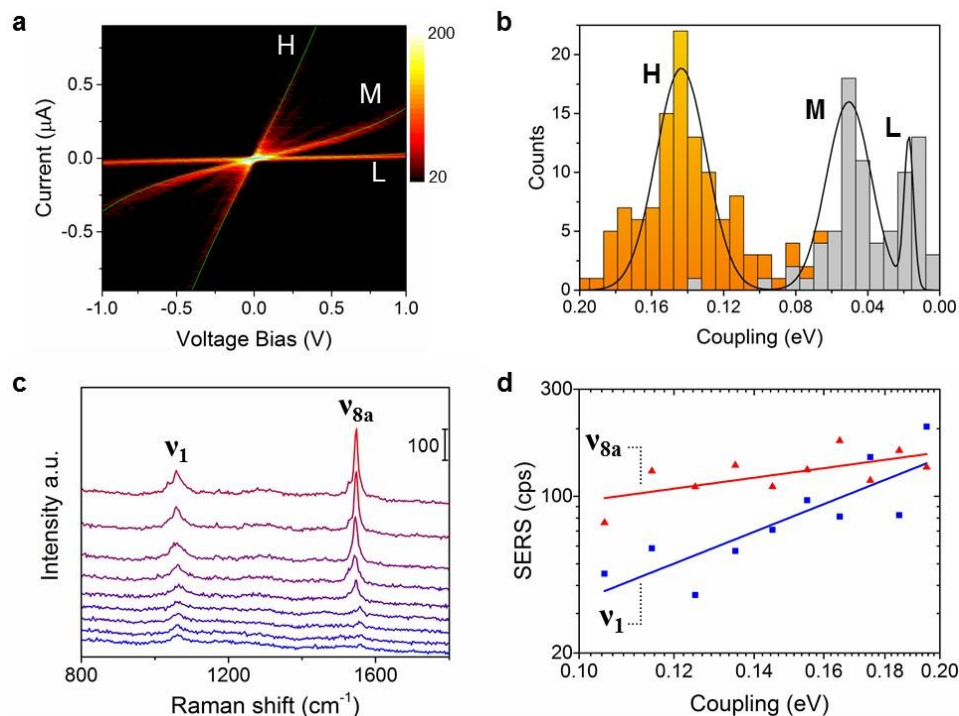 a
H
M
L
200
20
0.5
0.0
-0.5
Current (μA)
-1.0 -0.5 0.0 0.5 1.0
Voltage Bias (V)
b
H
M
L
20
15
10
5
0
Counts
0.20 0.16 0.12 0.08 0.04 0.00
Coupling (eV)
c
ν1
ν8a
100
Intensity a.u.
800 1200 1600
Raman shift (cm-1)
d
300
100
20
ν8a
ν1
SERS (cps)
0.10 0.12 0.14 0.16 0.18 0.20
Coupling (eV)